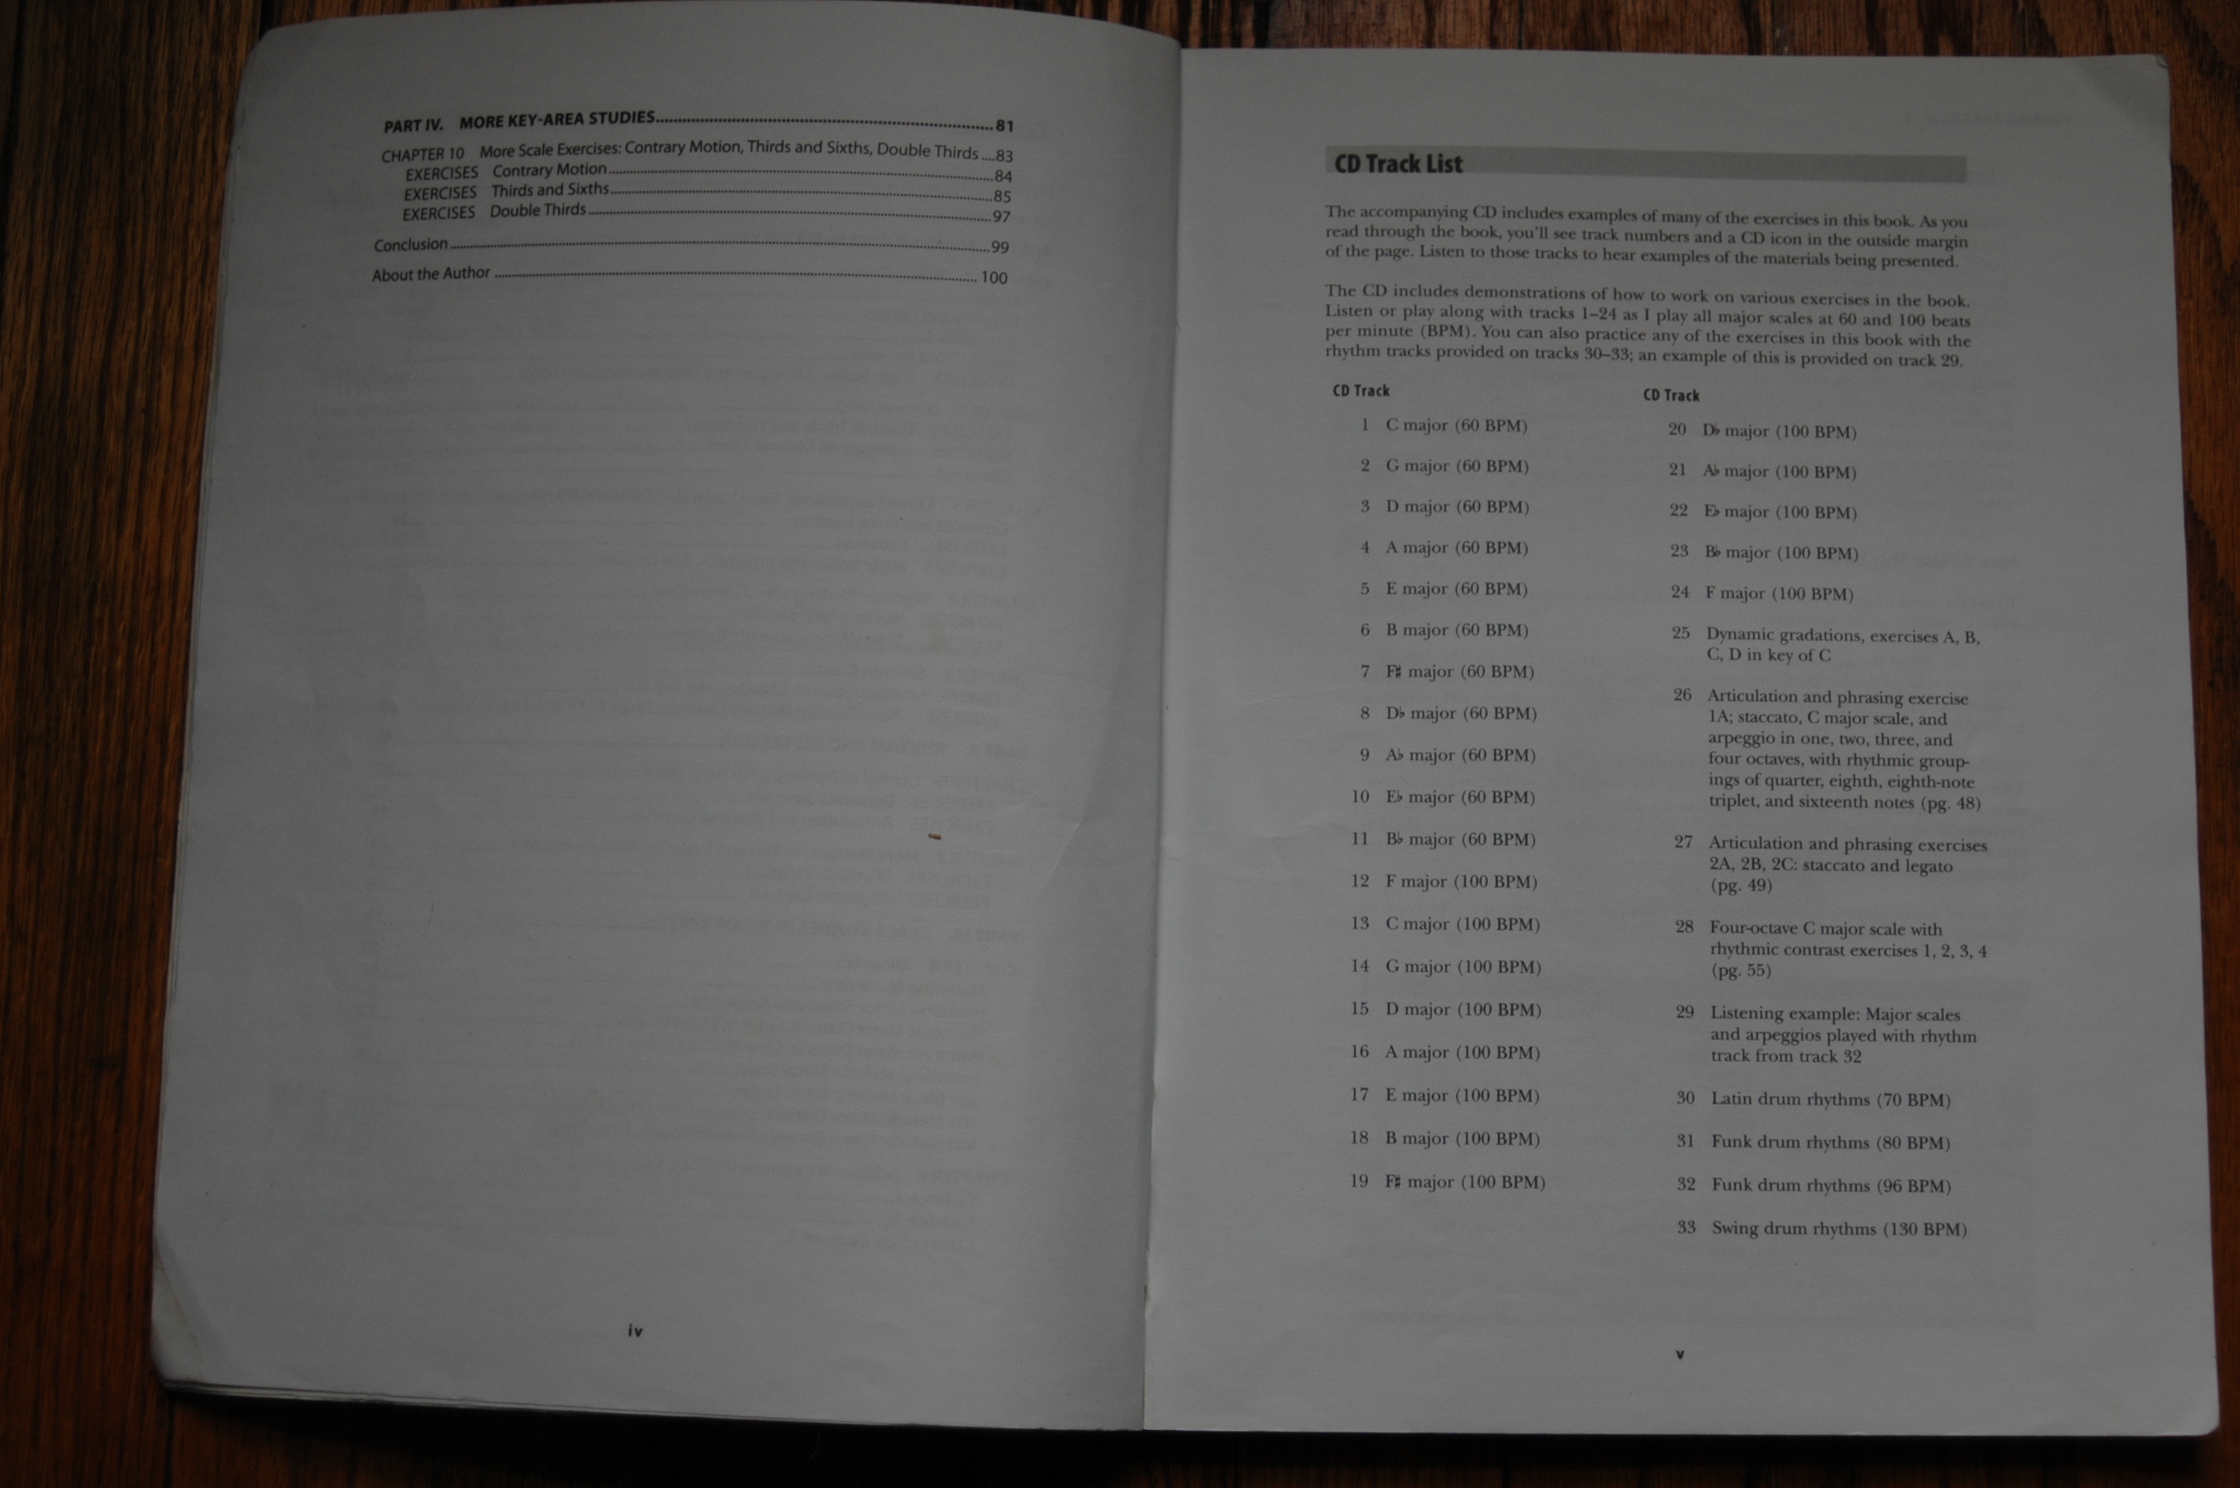 PART IV. MORE KEY-AREA STUDIES.....81
CHAPTER 10 More Scale Exercises: Contrary Motion, Thirds and Sixths, Double Thirds ....83
EXERCISES Contrary Motion.....84
EXERCISES Thirds and Sixths.....85
EXERCISES Double Thirds.....97
Conclusion.....99
About the Author.....100
iv
CD Track List
The accompanying CD includes examples of many of the exercises in this book. As you
read through the book, you'll see track numbers and a CD icon in the outside margin
of the page. Listen to those tracks to hear examples of the materials being presented.
The CD includes demonstrations of how to work on various exercises in the book.
Listen or play along with tracks 1–24 as I play all major scales at 60 and 100 beats
per minute (BPM). You can also practice any of the exercises in this book with the
rhythm tracks provided on tracks 30–33; an example of this is provided on track 29.
CD Track
1 C major (60 BPM)
2 G major (60 BPM)
3 D major (60 BPM)
4 A major (60 BPM)
5 E major (60 BPM)
6 B major (60 BPM)
7 F♯ major (60 BPM)
8 D♭ major (60 BPM)
9 A♭ major (60 BPM)
10 E♭ major (60 BPM)
11 B♭ major (60 BPM)
12 F major (100 BPM)
13 C major (100 BPM)
14 G major (100 BPM)
15 D major (100 BPM)
16 A major (100 BPM)
17 E major (100 BPM)
18 B major (100 BPM)
19 F♯ major (100 BPM)
CD Track
20 D♭ major (100 BPM)
21 A♭ major (100 BPM)
22 E♭ major (100 BPM)
23 B♭ major (100 BPM)
24 F major (100 BPM)
25 Dynamic gradations, exercises A, B,
C, D in key of C
26 Articulation and phrasing exercise
1A; staccato, C major scale, and
arpeggio in one, two, three, and
four octaves, with rhythmic group-
ings of quarter, eighth, eighth-note
triplet, and sixteenth notes (pg. 48)
27 Articulation and phrasing exercises
2A, 2B, 2C: staccato and legato
(pg. 49)
28 Four-octave C major scale with
rhythmic contrast exercises 1, 2, 3, 4
(pg. 55)
29 Listening example: Major scales
and arpeggios played with rhythm
track from track 32
30 Latin drum rhythms (70 BPM)
31 Funk drum rhythms (80 BPM)
32 Funk drum rhythms (96 BPM)
33 Swing drum rhythms (130 BPM)
v